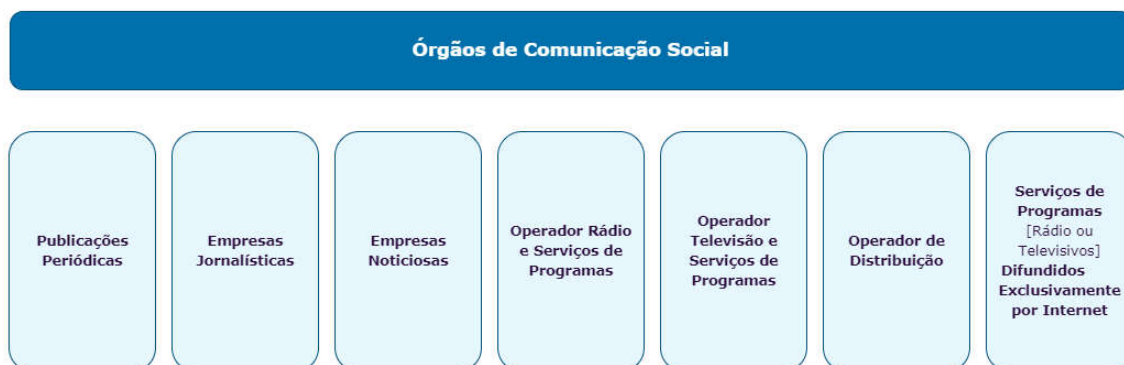 Órgãos de Comunicação Social
Publicações
Periódicas
Empresas
Jornalísticas
Empresas
Noticiosas
Operador Rádio
e Serviços de
Programas
Operador
Televisão e
Serviços de
Programas
Operador de
Distribuição
Serviços de
Programas
[Rádio ou
Televisivos]
Difundidos
Exclusivamente
por Internet